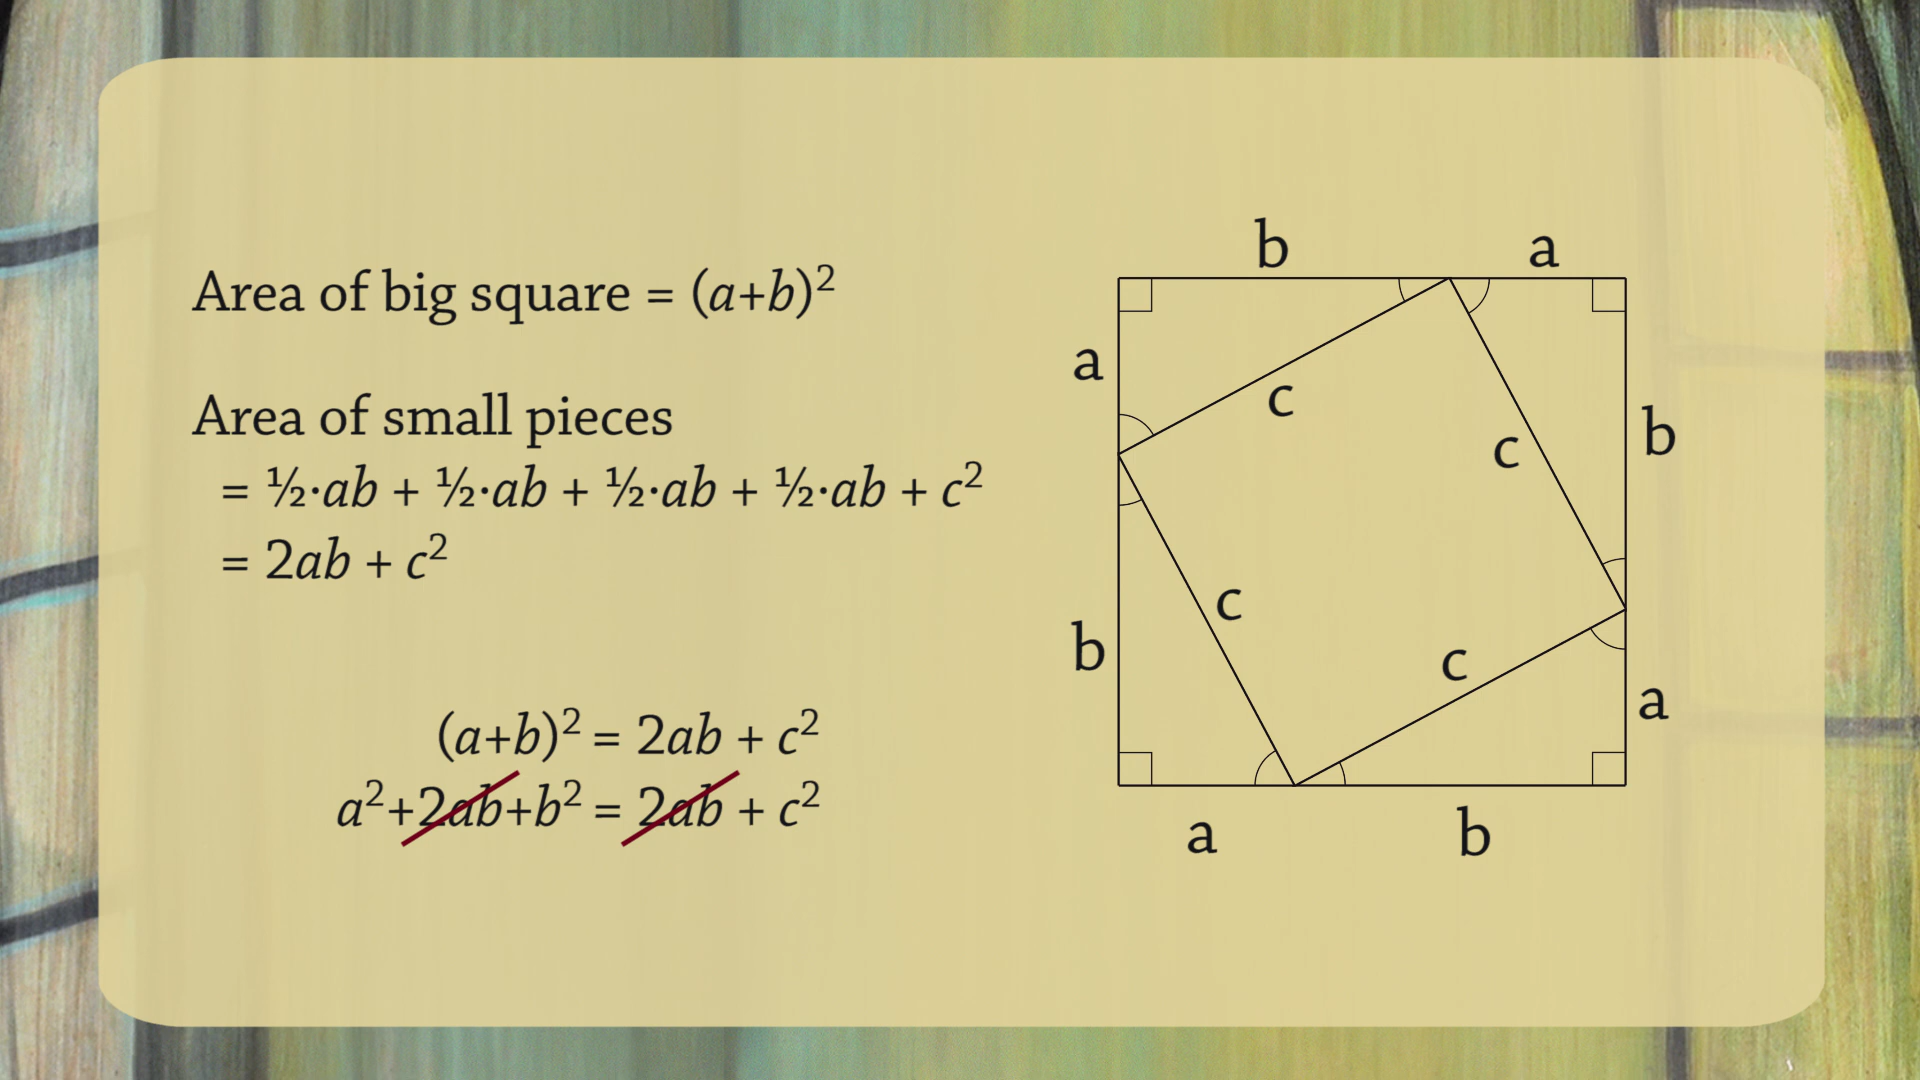 Area of big square = (a+b)²
Area of small pieces
= ½·ab + ½·ab + ½·ab + ½·ab + c²
= 2ab + c²
(a+b)² = 2ab + c²
a²+2ab+b² = 2ab + c²
b a
a
c
c
b
c
b
c
a
a b